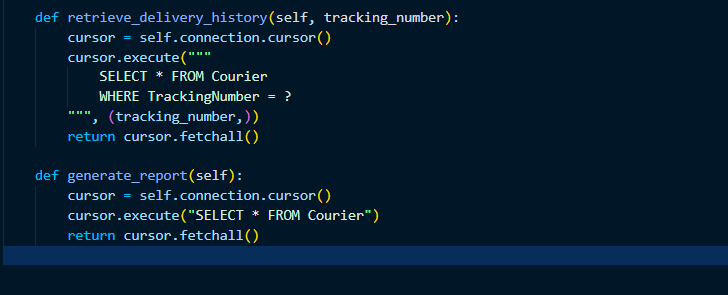 def retrieve_delivery_history(self, tracking_number):
    cursor = self.connection.cursor()
    cursor.execute("""
        SELECT * FROM Courier
        WHERE TrackingNumber = ?
    """, (tracking_number,))
    return cursor.fetchall()

def generate_report(self):
    cursor = self.connection.cursor()
    cursor.execute("SELECT * FROM Courier")
    return cursor.fetchall()